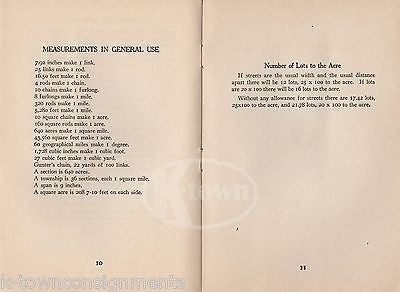 MEASUREMENTS IN GENERAL USE
7.92 inches make 1 link.
25 links make 1 rod.
16.50 feet make 1 rod.
4 rods make 1 chain.
10 chains make 1 furlong.
8 furlongs make 1 mile.
320 rods make 1 mile.
5,280 feet make 1 mile.
10 square chains make 1 acre.
160 square rods make 1 acre.
640 acres make 1 square mile.
43,560 square feet make 1 acre.
60 geographical miles make 1 degree.
1,728 cubic inches make 1 cubic foot.
27 cubic feet make 1 cubic yard.
Gunter's chain, 22 yards of 100 links.
A section is 640 acres.
A township is 36 sections, each 1 square mile.
A span is 9 inches.
A square acre is 208 7-10 feet on each side.
10
Number of Lots to the Acre
If streets are the usual width and the usual distance
apart there will be 12 lots, 25 x 100 to the acre. If lots
are 20 x 100 there will be 16 lots to the acre.
Without any allowance for streets there are 17.42 lots,
25x100 to the acre, and 21.78 lots, 20 x 100 to the acre.
11
k-town
k-townconsignments